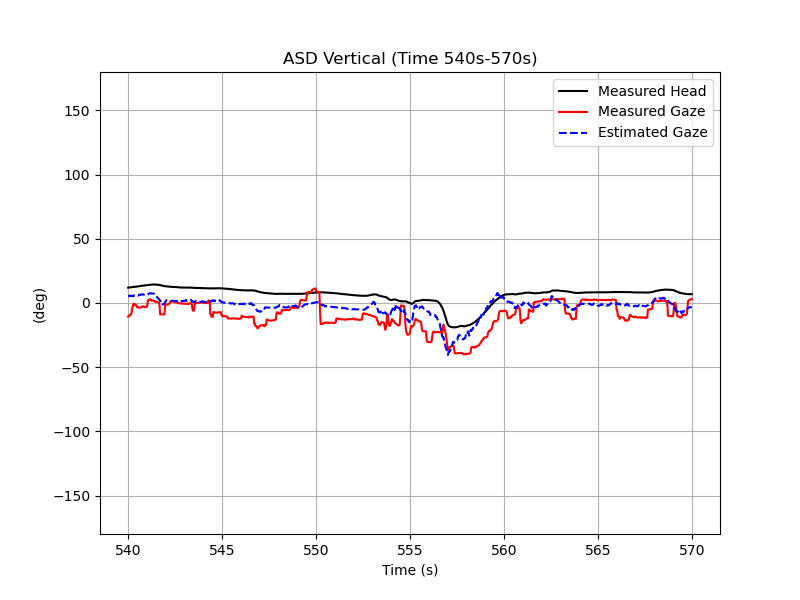 ASD Vertical (Time 540s-570s)
Measured Head
Measured Gaze
Estimated Gaze
150
100
50
0
−50
−100
−150
(deg)
540 545 550 555 560 565 570
Time (s)